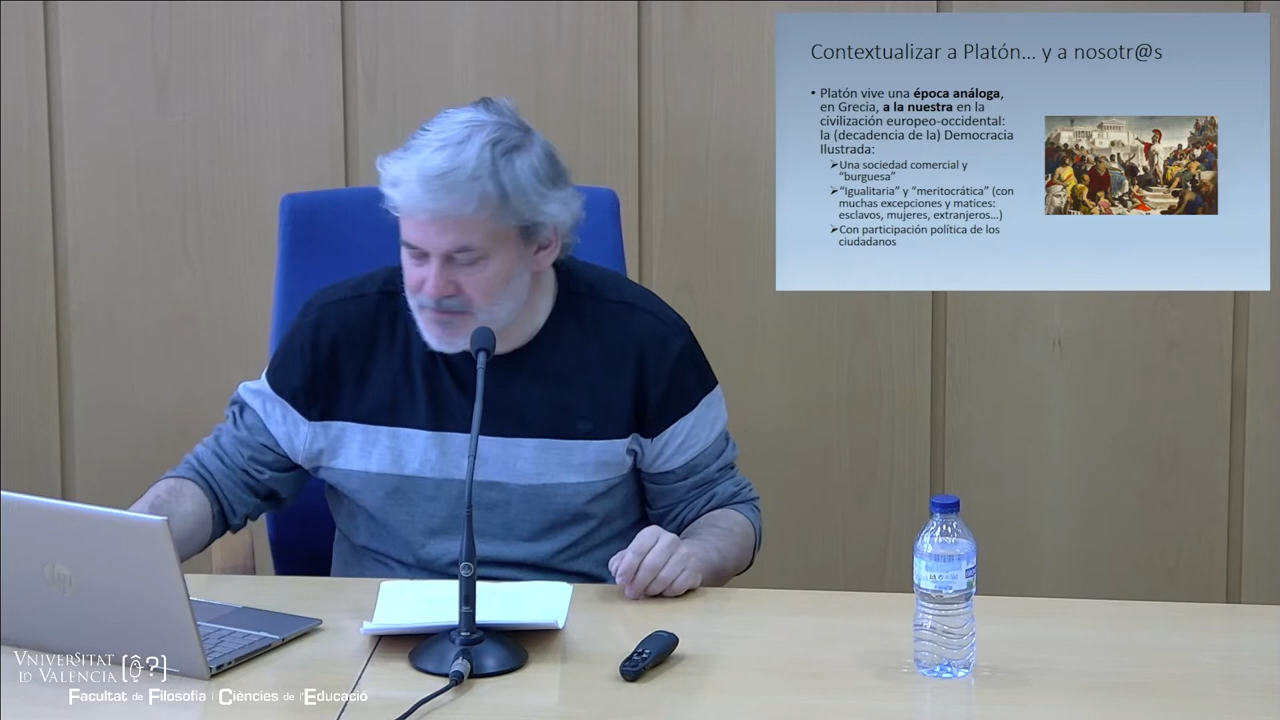 Contextualizar a Platón... y a nosotr@s
• Platón vive una época análoga,
en Grecia, a la nuestra en la
civilización europeo-occidental:
la (decadencia de la) Democracia
Ilustrada:
➢Una sociedad comercial y
“burguesa”
➢“Igualitaria” y “meritocrática” (con
muchas excepciones y matices:
esclavos, mujeres, extranjeros...)
➢Con participación política de los
ciudadanos
hp
VNIVERSITAT
ID VALÈNCIA [ô?]
Facultat de Filosofia i Ciències de l'Educació